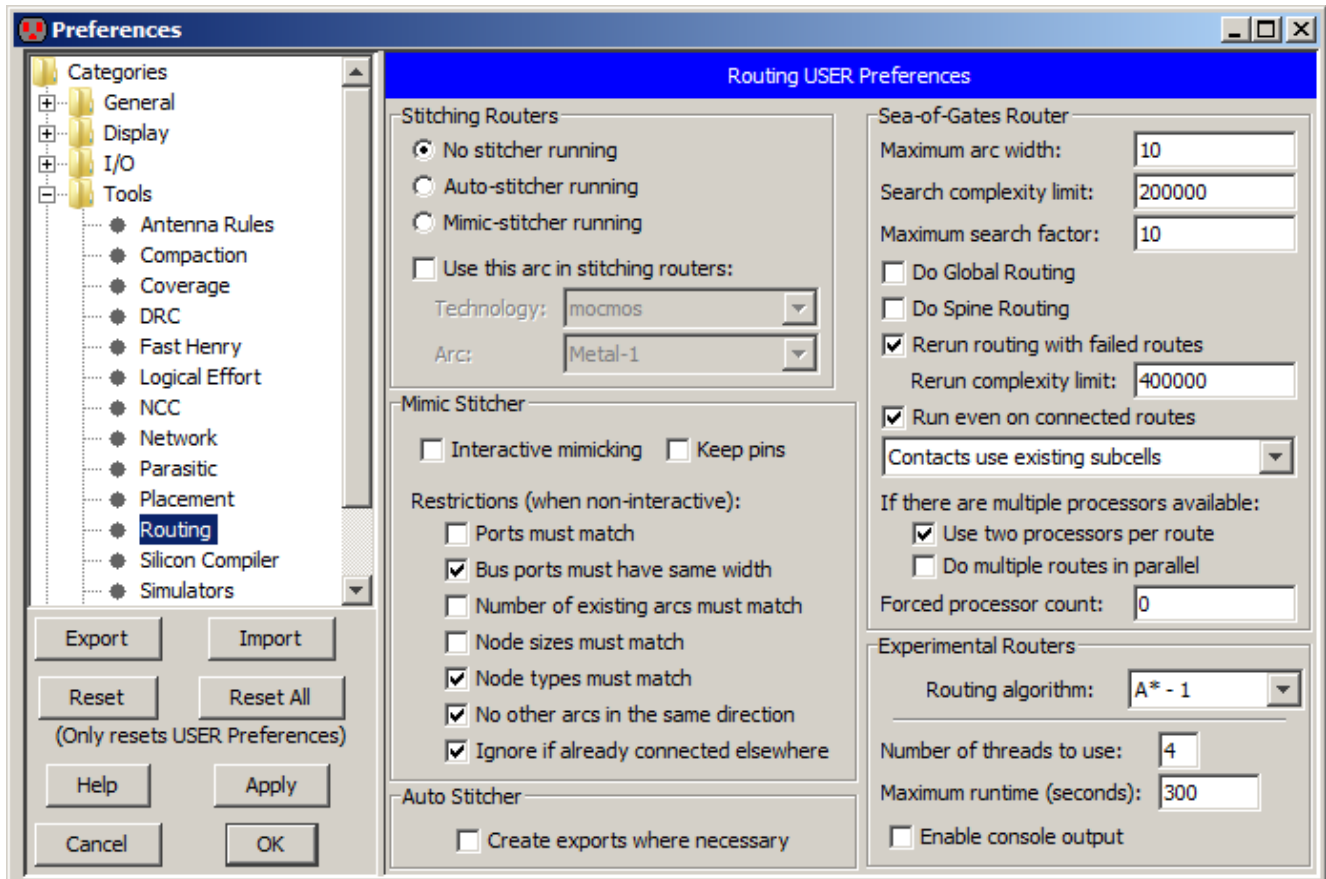 Preferences
Categories
General
Display
I/O
Tools
Antenna Rules
Compaction
Coverage
DRC
Fast Henry
Logical Effort
NCC
Network
Parasitic
Placement
Routing
Silicon Compiler
Simulators
Export
Import
Reset
Reset All
(Only resets USER Preferences)
Help
Apply
Cancel
OK
Routing USER Preferences
Stitching Routers
No stitcher running
Auto-stitcher running
Mimic-stitcher running
Use this arc in stitching routers:
Technology: mocmos
Arc: Metal-1
Mimic Stitcher
Interactive mimicking
Keep pins
Restrictions (when non-interactive):
Ports must match
Bus ports must have same width
Number of existing arcs must match
Node sizes must match
Node types must match
No other arcs in the same direction
Ignore if already connected elsewhere
Auto Stitcher
Create exports where necessary
Sea-of-Gates Router
Maximum arc width: 10
Search complexity limit: 200000
Maximum search factor: 10
Do Global Routing
Do Spine Routing
Rerun routing with failed routes
Rerun complexity limit: 400000
Run even on connected routes
Contacts use existing subcells
If there are multiple processors available:
Use two processors per route
Do multiple routes in parallel
Forced processor count: 0
Experimental Routers
Routing algorithm: A* - 1
Number of threads to use: 4
Maximum runtime (seconds): 300
Enable console output